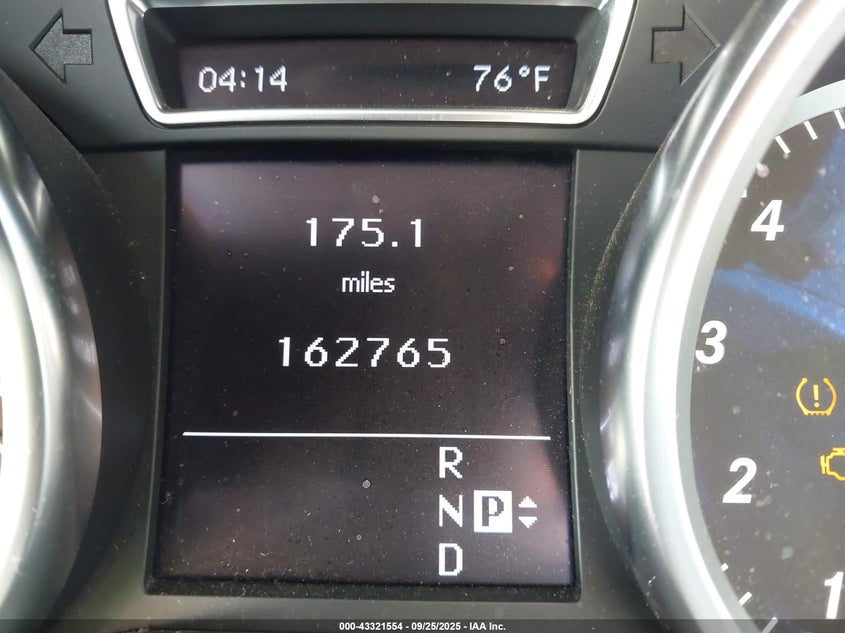 04:14 76°F
175.1
miles
162765
R
N P
D
4
3
2
1
000-43321554 - 09/25/2025 - IAA Inc.